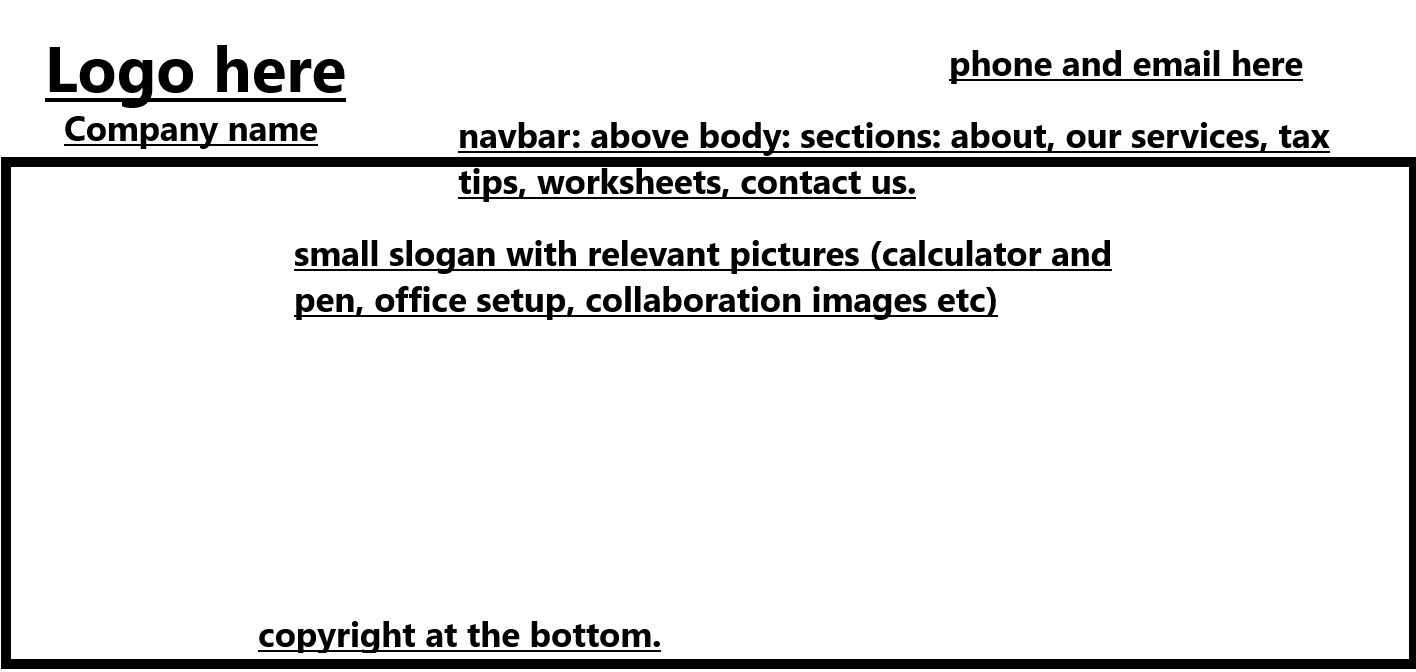 Logo here
phone and email here
Company name
navbar: above body: sections: about, our services, tax
tips, worksheets, contact us.
small slogan with relevant pictures (calculator and
pen, office setup, collaboration images etc)
copyright at the bottom.